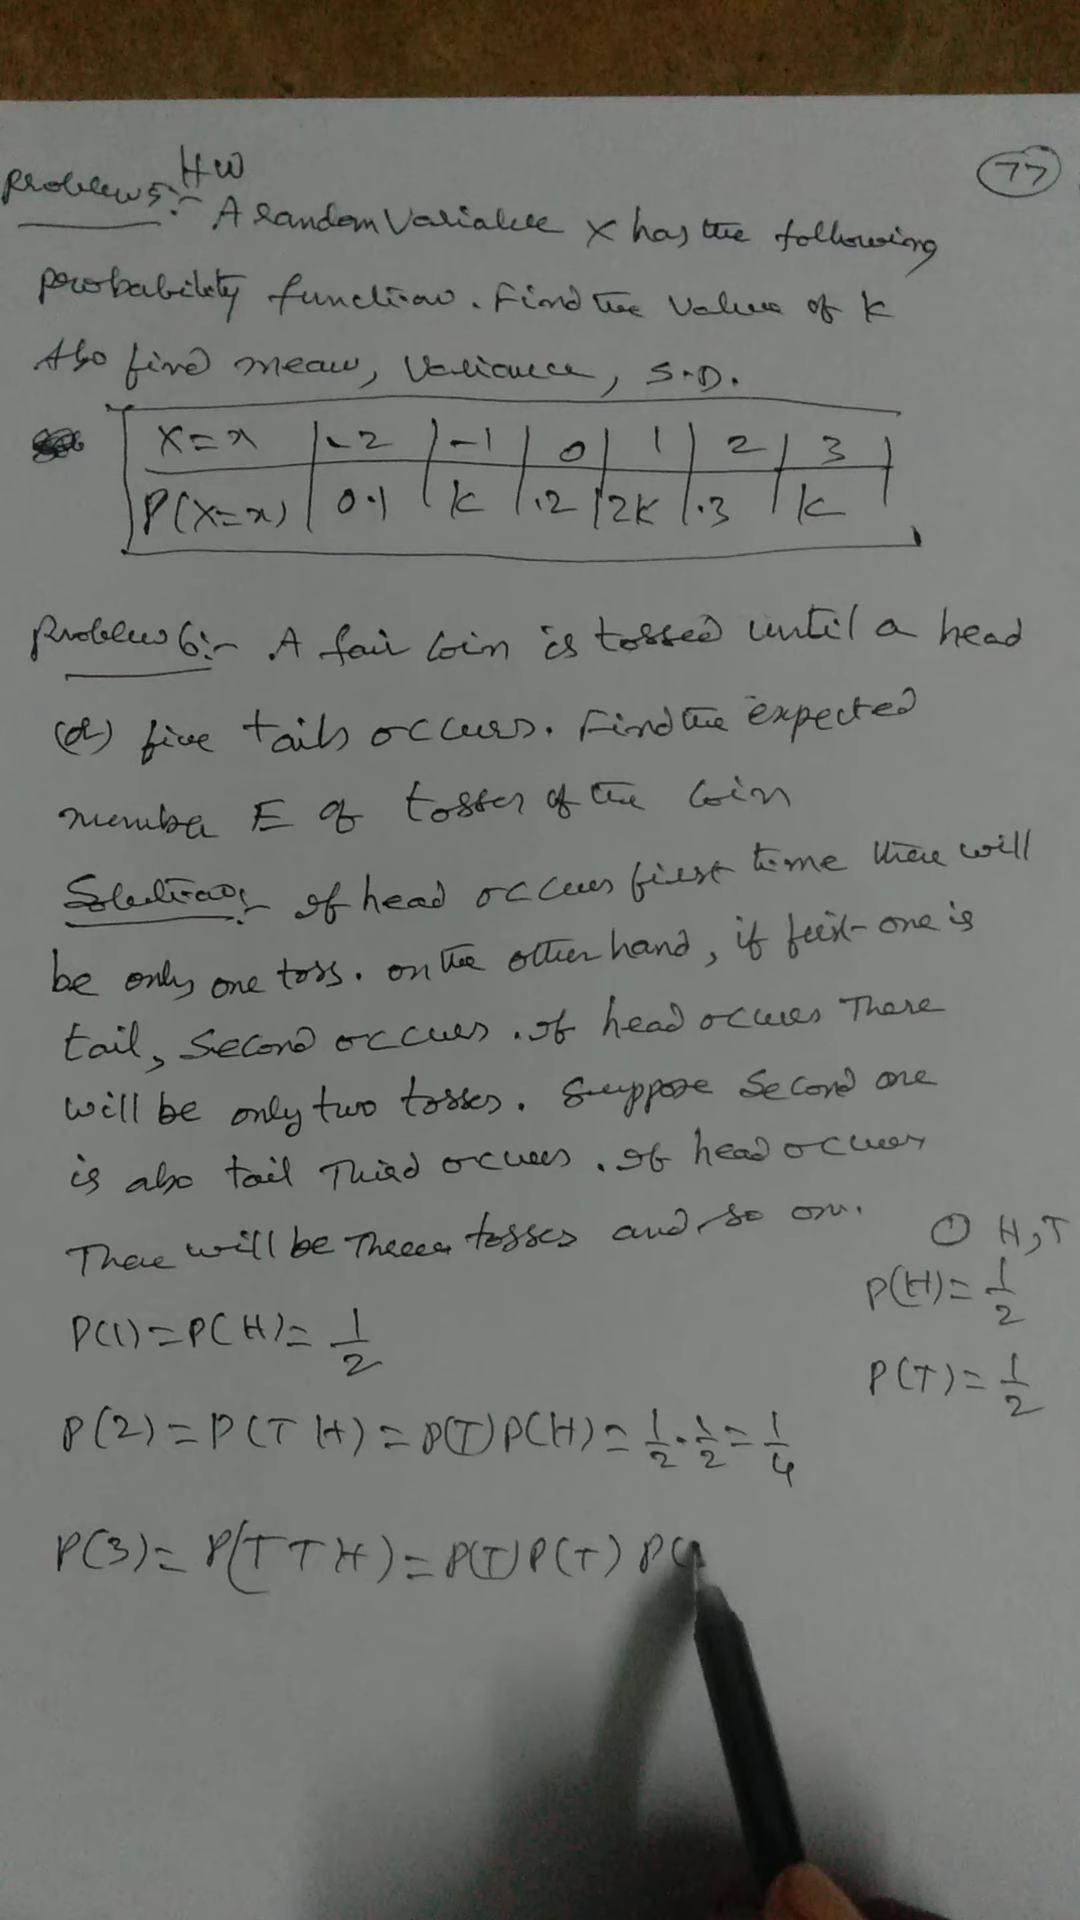 HW
77
Problem 5:- A random Variable X has the following
probability function. Find the value of K
Also find mean, Variance, S.D.
X=x | -2 | -1 | 0 | 1 | 2 | 3
P(X=x) | 0.1 | K | .2 | 2K | .3 | K
Problem 6:- A fair coin is tossed until a head
(or) five tails occurs. Find the expected
number E of tosses of the coin
Solution:- If head occurs first time there will
be only one toss. on the other hand, if first one is
tail, Second occurs. If head occurs There
will be only two tosses. Suppose Second one
is also tail Third occurs. If head occurs
There will be Three tosses and so on.
① H, T
P(H) = 1/2
P(T) = 1/2
P(1) = P(H) = 1/2
P(2) = P(T H) = P(T) P(H) = 1/2 . 1/2 = 1/4
P(3) = P(T T H) = P(T) P(T) P(